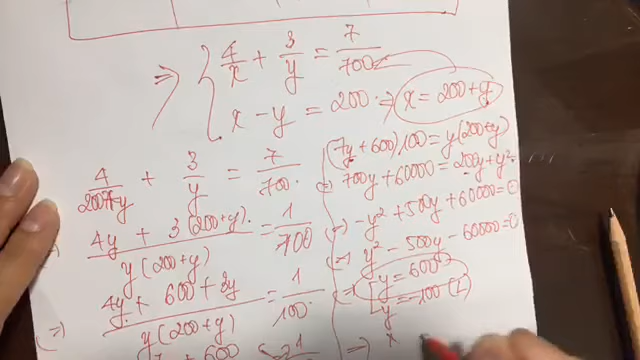 ⇒ { 4/x + 3/y = 7/700
x - y = 200 ⇒ x = 200 + y
4/(200+y) + 3/y = 7/700
(4y + 3(200+y))/(y(200+y)) = 1/700
⇒ (4y + 600 + 3y)/(y(200+y)) = 1/100
(7y+600)100 = y(200+y)
⇒ 700y + 60000 = 200y + y²
⇒ -y² + 500y + 60000 = 0
⇒ y² - 500y - 60000 = 0
⇒ [ y = 600
y = -100 (L)
⇒ x